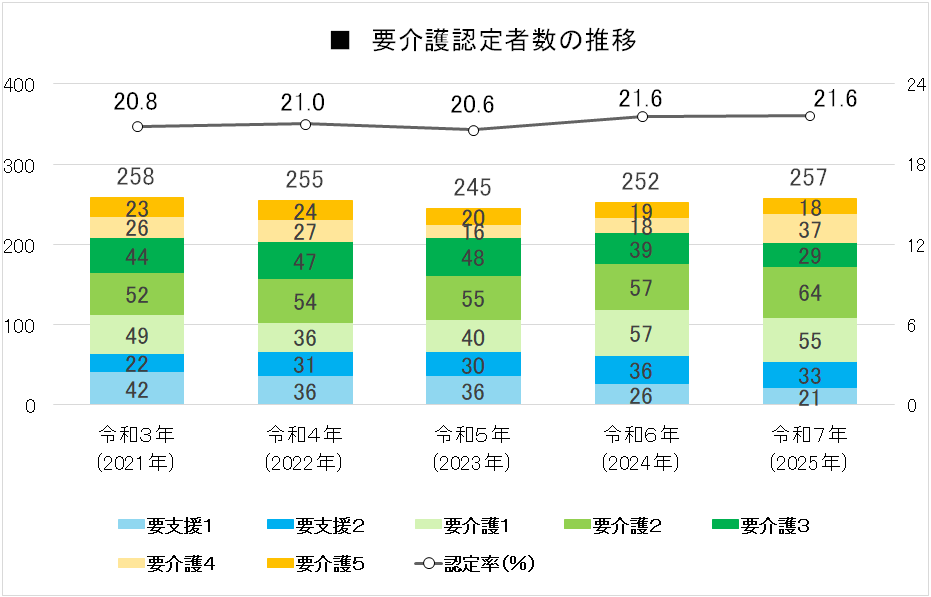 ■ 要介護認定者数の推移
400 24
20.8 21.0 20.6 21.6 21.6
300 18
258 255 245 252 257
23 24 20 19 18
26 27 16 18 37
200 12
44 47 48 39 29
52 54 55 57 64
100 6
49 36 40 57 55
22 31 30 36 33
42 36 36 26 21
0 0
令和3年 令和4年 令和5年 令和6年 令和7年
(2021年) (2022年) (2023年) (2024年) (2025年)
要支援1 要支援2 要介護1 要介護2 要介護3
要介護4 要介護5 認定率(%)